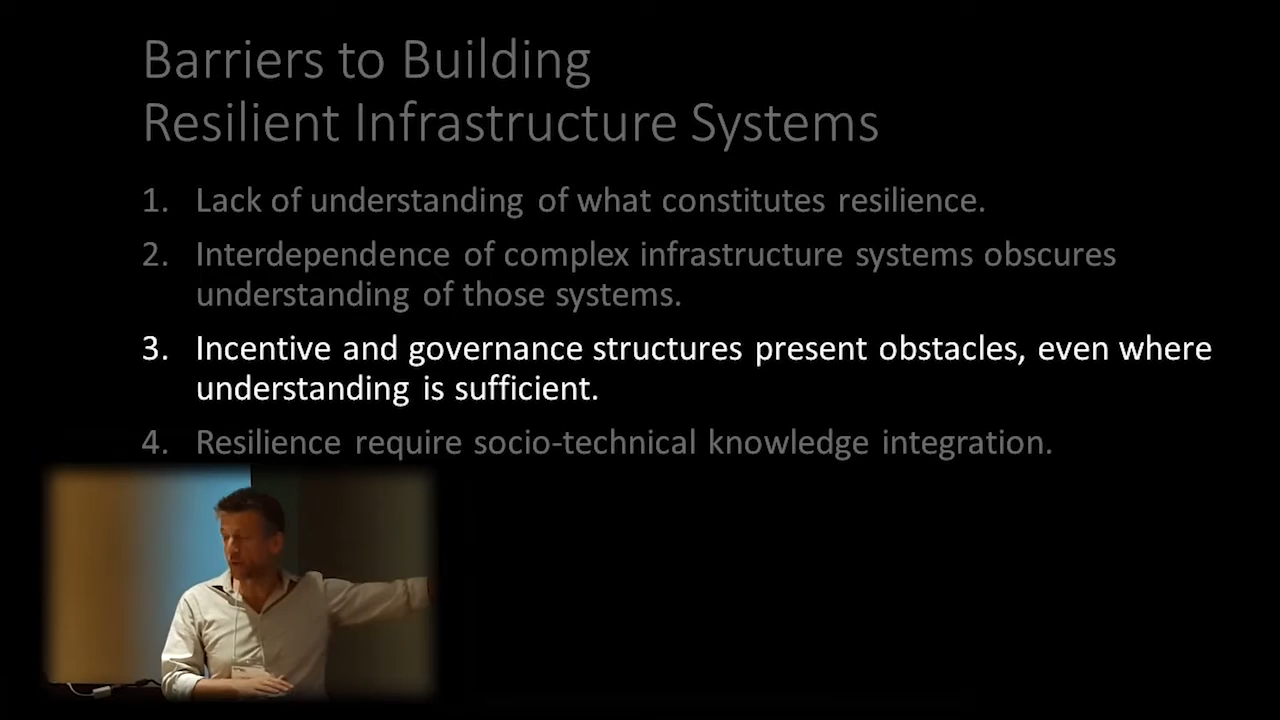 Barriers to Building
Resilient Infrastructure Systems
1. Lack of understanding of what constitutes resilience.
2. Interdependence of complex infrastructure systems obscures
understanding of those systems.
3. Incentive and governance structures present obstacles, even where
understanding is sufficient.
4. Resilience require socio-technical knowledge integration.